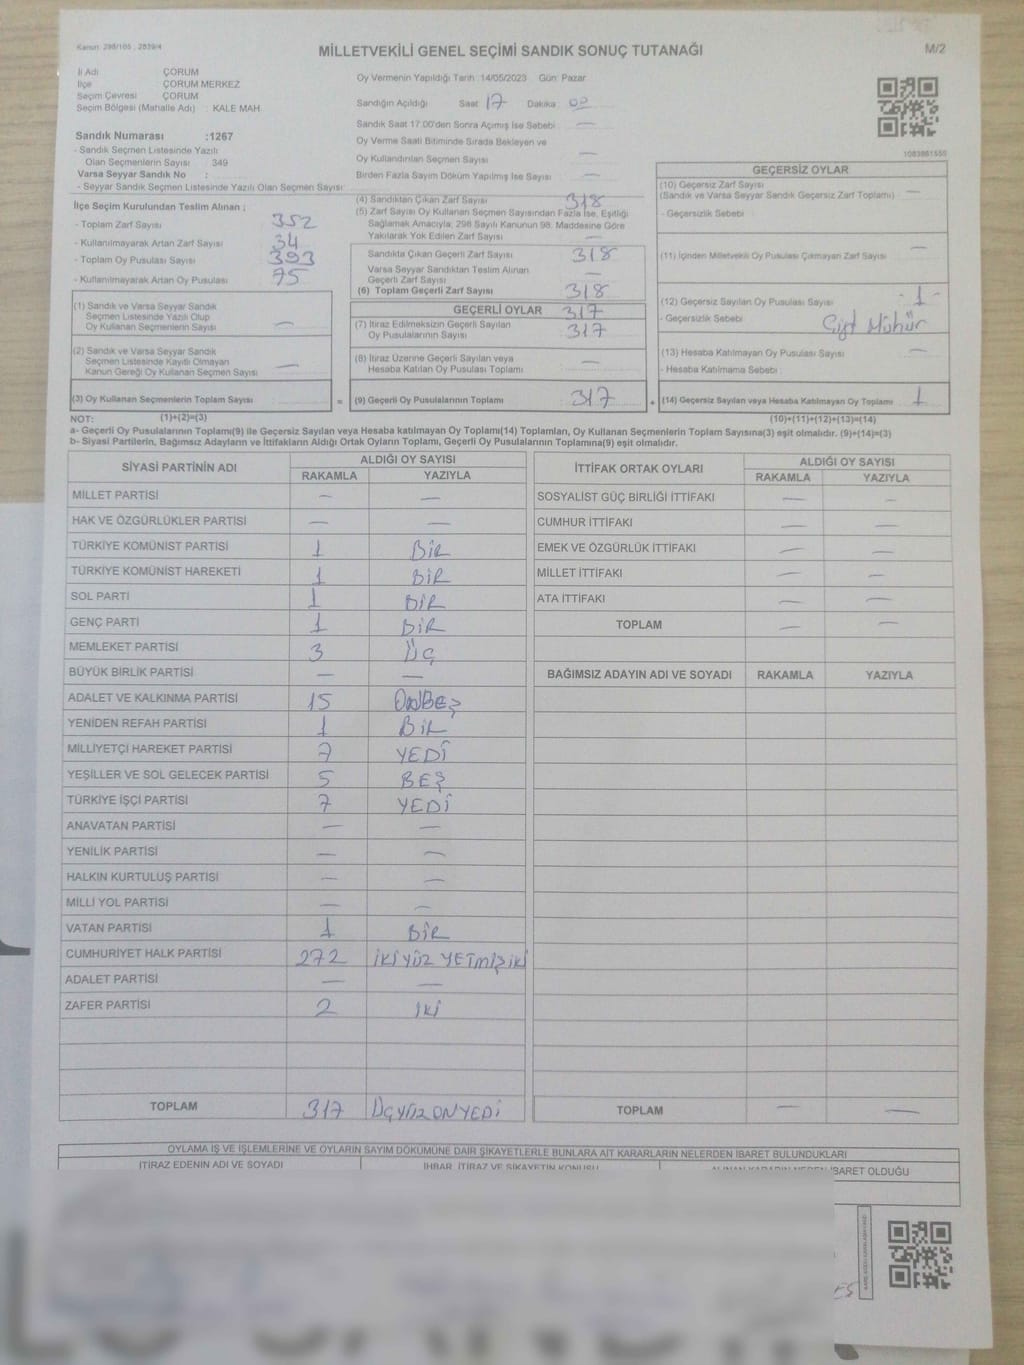 Kanun: 298/105 , 2839/4
MİLLETVEKİLİ GENEL SEÇİMİ SANDIK SONUÇ TUTANAĞI
M/2
İl Adı ÇORUM
İlçe ÇORUM MERKEZ
Seçim Çevresi ÇORUM
Seçim Bölgesi (Mahalle Adı) : KALE MAH.
Sandık Numarası :1267
- Sandık Seçmen Listesinde Yazılı
Olan Seçmenlerin Sayısı : 349
Varsa Seyyar Sandık No :
- Seyyar Sandık Seçmen Listesinde Yazılı Olan Seçmen Sayısı:
İlçe Seçim Kurulundan Teslim Alınan ;
- Toplam Zarf Sayısı 352
- Kullanılmayarak Artan Zarf Sayısı 34
- Toplam Oy Pusulası Sayısı 393
- Kullanılmayarak Artan Oy Pusulası 75
(1) Sandık ve Varsa Seyyar Sandık
Seçmen Listesinde Yazılı Olup
Oy Kullanan Seçmenlerin Sayısı —
(2) Sandık ve Varsa Seyyar Sandık
Seçmen Listesinde Kayıtlı Olmayan
Kanun Gereği Oy Kullanan Seçmen Sayısı —
(3) Oy Kullanan Seçmenlerin Toplam Sayısı
(1)+(2)=(3)
Oy Vermenin Yapıldığı Tarih : 14/05/2023 Gün: Pazar
Sandığın Açıldığı Saat 17 Dakika 00
Sandık Saat 17.00'den Sonra Açılmış İse Sebebi —
Oy Verme Saati Bitiminde Sırada Bekleyen ve
Oy Kullandırılan Seçmen Sayısı —
Birden Fazla Sayım Döküm Yapılmış İse Sayısı —
(4) Sandıktan Çıkan Zarf Sayısı 318
(5) Zarf Sayısı Oy Kullanan Seçmen Sayısından Fazla İse, Eşitliği
Sağlamak Amacıyla; 298 Sayılı Kanunun 98. Maddesine Göre
Yakılarak Yok Edilen Zarf Sayısı —
Sandıkta Çıkan Geçerli Zarf Sayısı 318
Varsa Seyyar Sandıktan Teslim Alınan
Geçerli Zarf Sayısı —
(6) Toplam Geçerli Zarf Sayısı 318
GEÇERLİ OYLAR 317
(7) İtiraz Edilmeksizin Geçerli Sayılan
Oy Pusulalarının Sayısı 317
(8) İtiraz Üzerine Geçerli Sayılan veya
Hesaba Katılan Oy Pusulası Toplamı —
= (9) Geçerli Oy Pusulalarının Toplamı 317
1083881555
GEÇERSİZ OYLAR
(10) Geçersiz Zarf Sayısı
(Sandık ve Varsa Seyyar Sandık Geçersiz Zarf Toplamı) —
- Geçersizlik Sebebi
(11) İçinden Milletvekili Oy Pusulası Çıkmayan Zarf Sayısı —
(12) Geçersiz Sayılan Oy Pusulası Sayısı - 1 -
- Geçersizlik Sebebi Çift Mühür
(13) Hesaba Katılmayan Oy Pusulası Sayısı —
- Hesaba Katılmama Sebebi
+ (14) Geçersiz Sayılan veya Hesaba Katılmayan Oy Toplamı 1
(10)+(11)+(12)+(13)=(14)
NOT:
a- Geçerli Oy Pusulalarının Toplamı(9) ile Geçersiz Sayılan veya Hesaba katılmayan Oy Toplamı(14) Toplamları, Oy Kullanan Seçmenlerin Toplam Sayısına(3) eşit olmalıdır. (9)+(14)=(3)
b- Siyasi Partilerin, Bağımsız Adayların ve İttifakların Aldığı Ortak Oyların Toplamı, Geçerli Oy Pusulalarının Toplamına(9) eşit olmalıdır.
SİYASİ PARTİNİN ADI ALDIĞI OY SAYISI
RAKAMLA YAZIYLA
MİLLET PARTİSİ — —
HAK VE ÖZGÜRLÜKLER PARTİSİ — —
TÜRKİYE KOMÜNİST PARTİSİ 1 BİR
TÜRKİYE KOMÜNİST HAREKETİ 1 BİR
SOL PARTİ 1 BİR
GENÇ PARTİ 1 BİR
MEMLEKET PARTİSİ 3 ÜÇ
BÜYÜK BİRLİK PARTİSİ — —
ADALET VE KALKINMA PARTİSİ 15 ONBEŞ
YENİDEN REFAH PARTİSİ 1 BİR
MİLLİYETÇİ HAREKET PARTİSİ 7 YEDİ
YEŞİLLER VE SOL GELECEK PARTİSİ 5 BEŞ
TÜRKİYE İŞÇİ PARTİSİ 7 YEDİ
ANAVATAN PARTİSİ — —
YENİLİK PARTİSİ — —
HALKIN KURTULUŞ PARTİSİ — —
MİLLİ YOL PARTİSİ — —
VATAN PARTİSİ 1 BİR
CUMHURİYET HALK PARTİSİ 272 İKİYÜZ YETMİŞ İKİ
ADALET PARTİSİ — —
ZAFER PARTİSİ 2 İKİ
TOPLAM 317 ÜÇYÜZ ONYEDİ
İTTİFAK ORTAK OYLARI ALDIĞI OY SAYISI
RAKAMLA YAZIYLA
SOSYALİST GÜÇ BİRLİĞİ İTTİFAKI — —
CUMHUR İTTİFAKI — —
EMEK VE ÖZGÜRLÜK İTTİFAKI — —
MİLLET İTTİFAKI — —
ATA İTTİFAKI — —
TOPLAM — —
BAĞIMSIZ ADAYIN ADI VE SOYADI RAKAMLA YAZIYLA
TOPLAM — —
OYLAMA İŞ VE İŞLEMLERİNE VE OYLARIN SAYIM DÖKÜMÜNE DAİR ŞİKAYETLERLE BUNLARA AİT KARARLARIN NELERDEN İBARET BULUNDUKLARI
İTİRAZ EDENİN ADI VE SOYADI İHBAR, İTİRAZ VE ŞİKAYETİN KONUSU ALINAN KARARIN NEDEN İBARET OLDUĞU